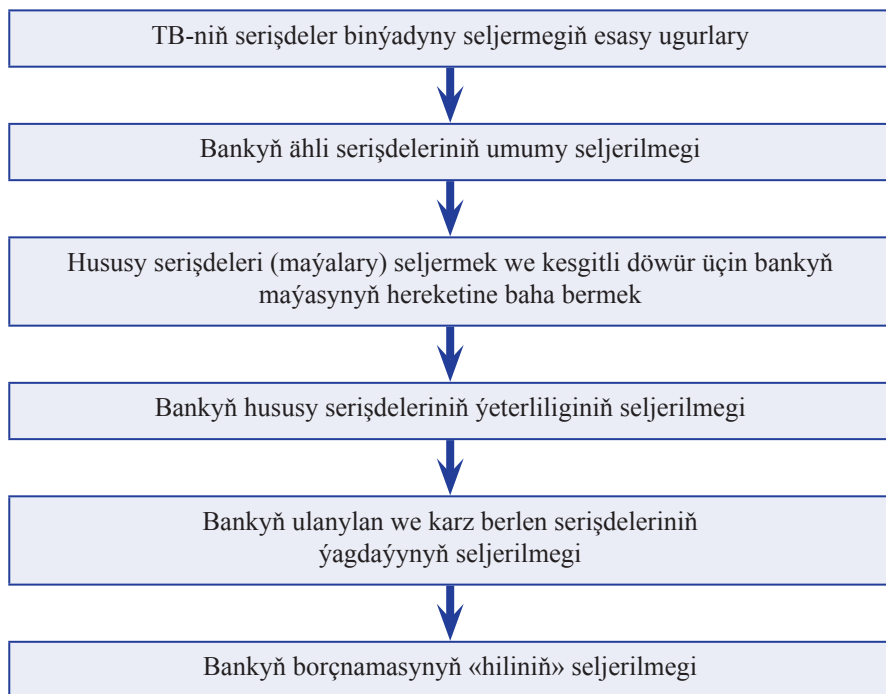 TB-niň serişdeler binýadyny seljermegiň esasy ugurlary
Bankyň ähli serişdeleriniň umumy seljerilmegi
Hususy serişdeleri (maýalary) seljermek we kesgitli döwür üçin bankyň
maýasynyň hereketine baha bermek
Bankyň hususy serişdeleriniň ýeterliliginiň seljerilmegi
Bankyň ulanylan we karz berlen serişdeleriniň
ýagdaýynyň seljerilmegi
Bankyň borçnamasynyň «hiliniň» seljerilmegi